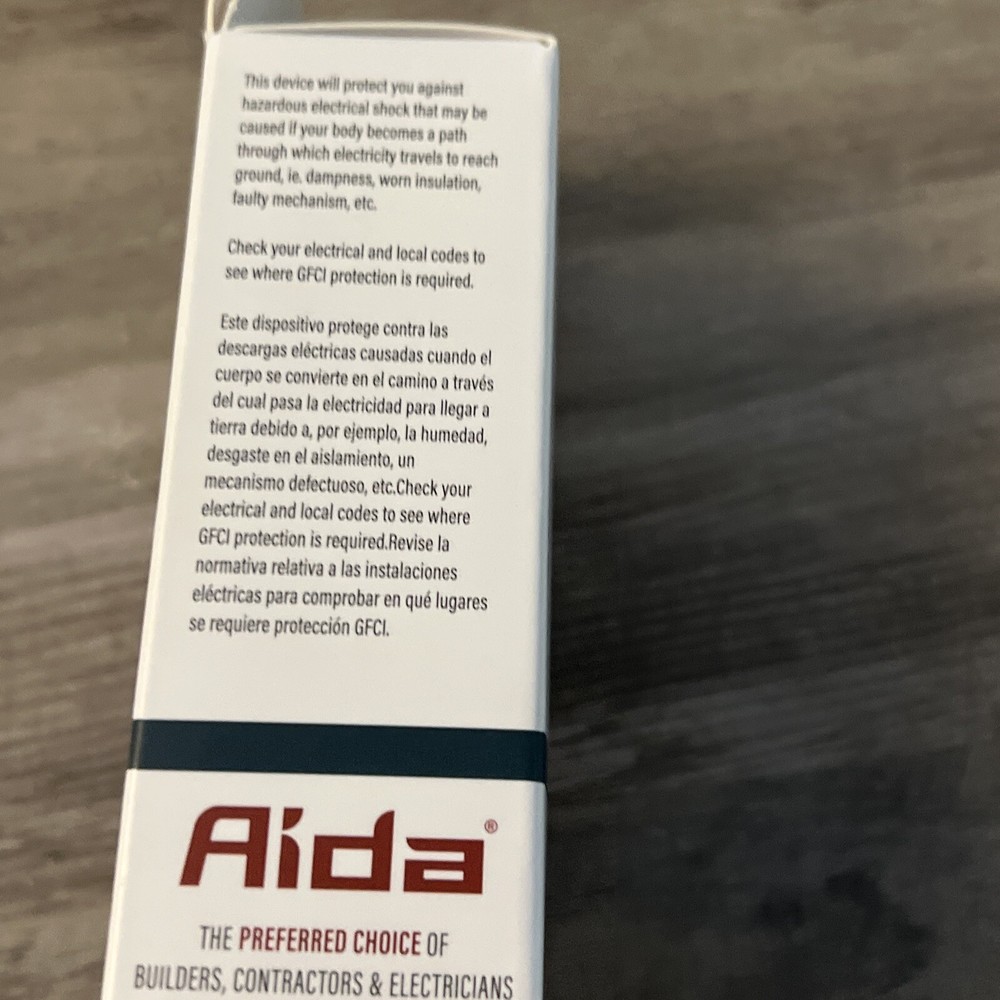 This device will protect you against
hazardous electrical shock that may be
caused if your body becomes a path
through which electricity travels to reach
ground, ie. dampness, worn insulation,
faulty mechanism, etc.
Check your electrical and local codes to
see where GFCI protection is required.
Este dispositivo protege contra las
descargas eléctricas causadas cuando el
cuerpo se convierte en el camino a través
del cual pasa la electricidad para llegar a
tierra debido a, por ejemplo, la humedad,
desgaste en el aislamiento, un
mecanismo defectuoso, etc.Check your
electrical and local codes to see where
GFCI protection is required.Revise la
normativa relativa a las instalaciones
eléctricas para comprobar en qué lugares
se requiere protección GFCI.
Aida®
THE PREFERRED CHOICE OF
BUILDERS, CONTRACTORS & ELECTRICIANS